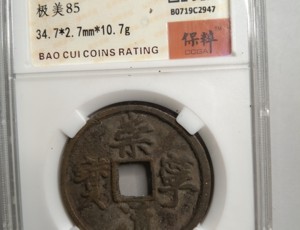 极美85
B0719C2947
34.7*2.7mm*10.7g
保粹
BAO CUI COINS RATING
崇
寧
寳